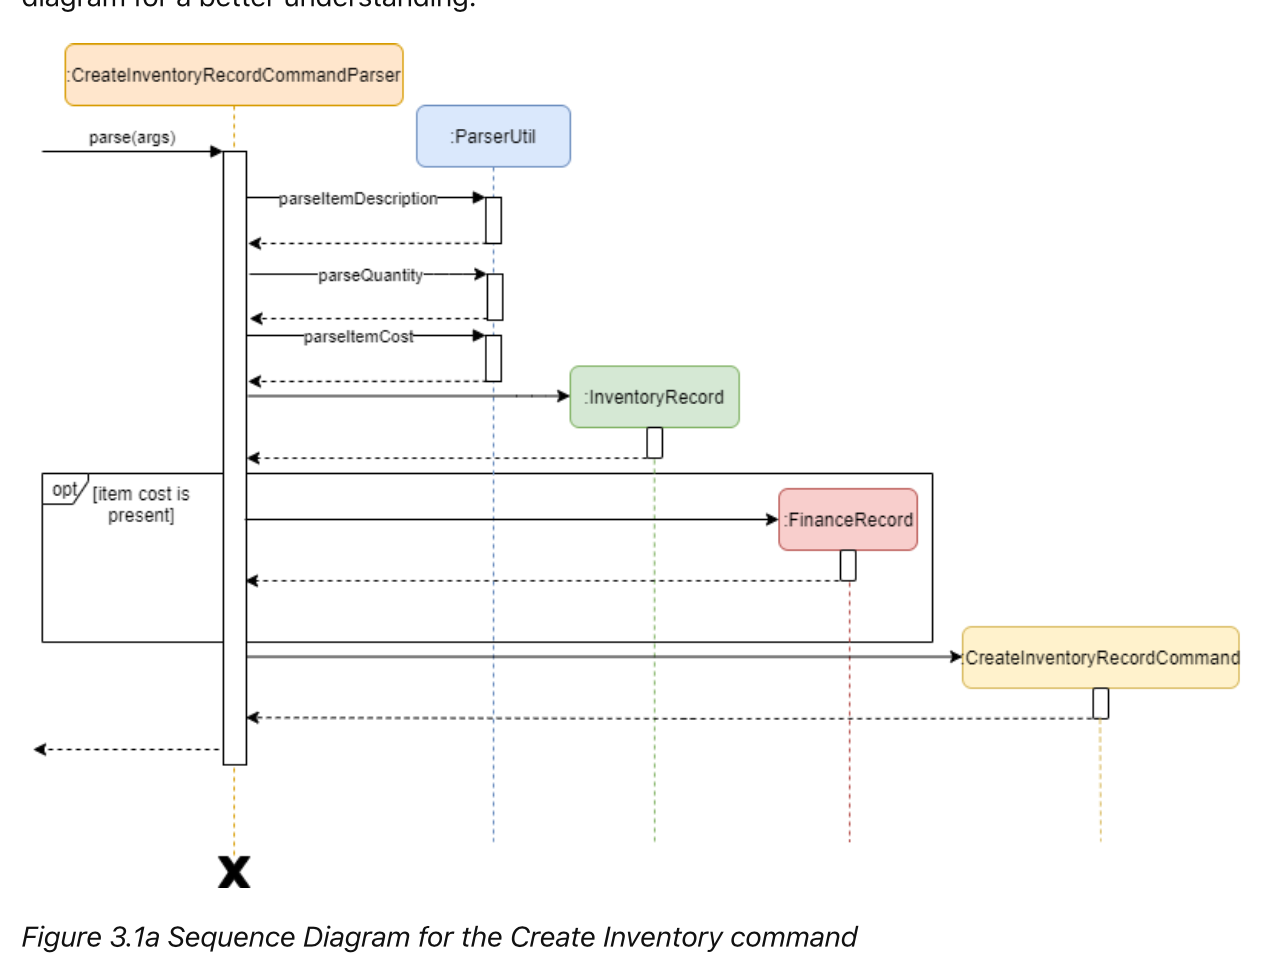 diagram for a better understanding.
:CreateInventoryRecordCommandParser
:ParserUtil
parse(args)
parseItemDescription
parseQuantity
parseItemCost
:InventoryRecord
opt
[item cost is
present]
:FinanceRecord
:CreateInventoryRecordCommand
X
Figure 3.1a Sequence Diagram for the Create Inventory command